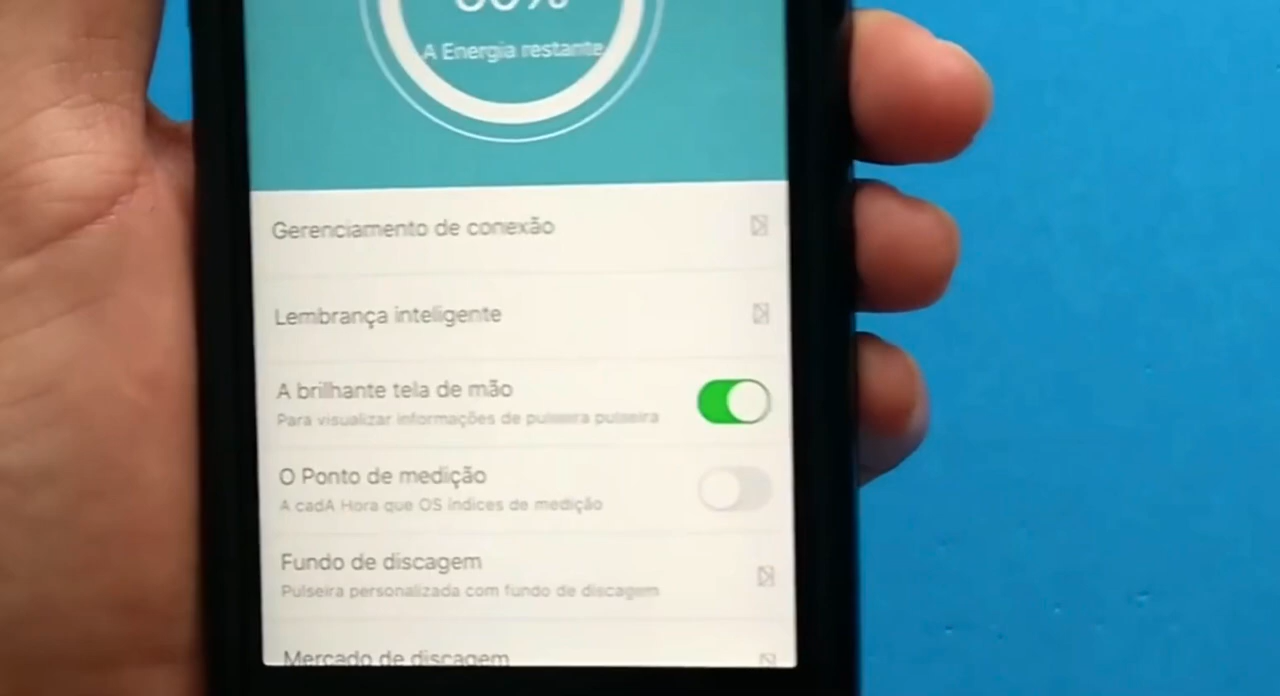 A Energia restante
Gerenciamento de conexão
Lembrança inteligente
A brilhante tela de mão
Para visualizar informações de pulseira pulseira
O Ponto de medição
A cadA Hora que OS índices de medição
Fundo de discagem
Pulseira personalizada com fundo de discagem
Mercado de discagem